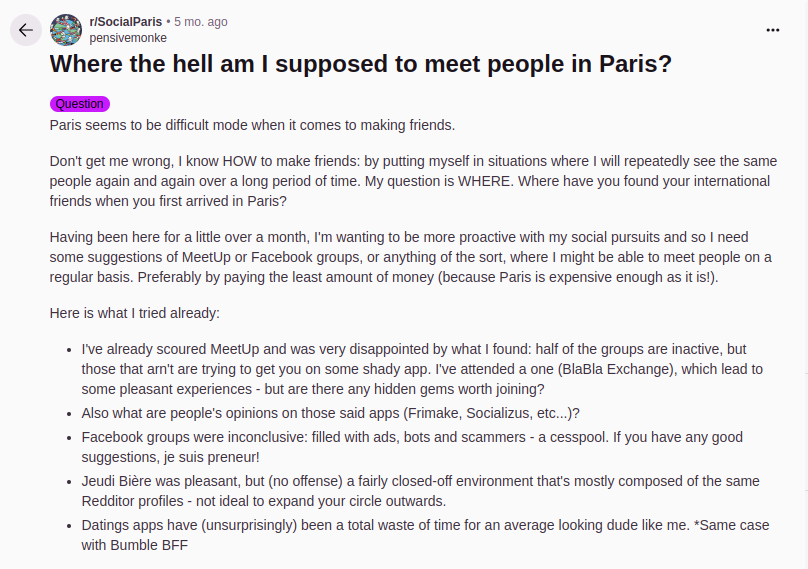 r/SocialParis • 5 mo. ago
pensivemonke
Where the hell am I supposed to meet people in Paris?
Question
Paris seems to be difficult mode when it comes to making friends.
Don't get me wrong, I know HOW to make friends: by putting myself in situations where I will repeatedly see the same
people again and again over a long period of time. My question is WHERE. Where have you found your international
friends when you first arrived in Paris?
Having been here for a little over a month, I'm wanting to be more proactive with my social pursuits and so I need
some suggestions of MeetUp or Facebook groups, or anything of the sort, where I might be able to meet people on a
regular basis. Preferably by paying the least amount of money (because Paris is expensive enough as it is!).
Here is what I tried already:
• I've already scoured MeetUp and was very disappointed by what I found: half of the groups are inactive, but
those that arn't are trying to get you on some shady app. I've attended a one (BlaBla Exchange), which lead to
some pleasant experiences - but are there any hidden gems worth joining?
• Also what are people's opinions on those said apps (Frimake, Socializus, etc...)?
• Facebook groups were inconclusive: filled with ads, bots and scammers - a cesspool. If you have any good
suggestions, je suis preneur!
• Jeudi Bière was pleasant, but (no offense) a fairly closed-off environment that's mostly composed of the same
Redditor profiles - not ideal to expand your circle outwards.
• Datings apps have (unsurprisingly) been a total waste of time for an average looking dude like me. *Same case
with Bumble BFF